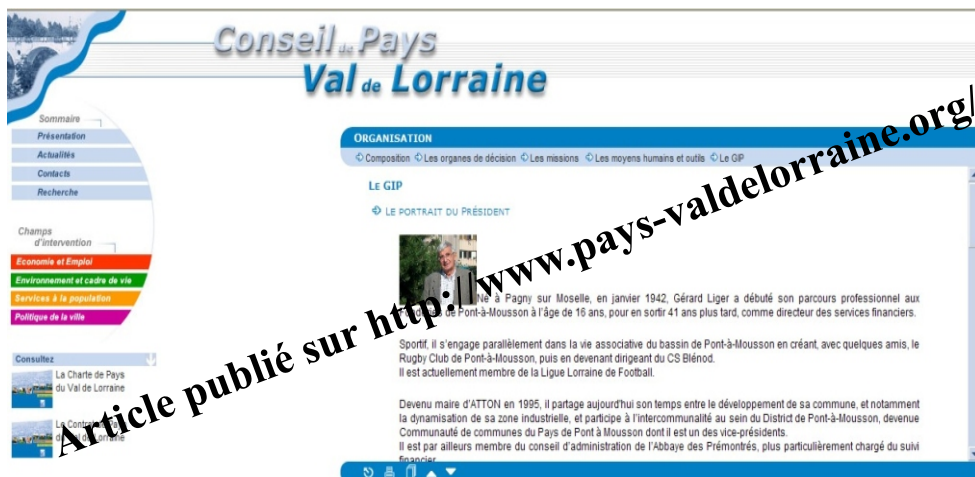 Conseil de Pays
Val de Lorraine
Sommaire
Présentation
Actualités
Contacts
Recherche
Champs
d'intervention
Economie et Emploi
Environnement et cadre de vie
Services à la population
Politique de la ville
Consultez
La Charte de Pays
du Val de Lorraine
Le Contrat de Pays
du Val de Lorraine
ORGANISATION
Composition Les organes de décision Les missions Les moyens humains et outils Le GIP
LE GIP
LE PORTRAIT DU PRÉSIDENT
Né à Pagny sur Moselle, en janvier 1942, Gérard Liger a débuté son parcours professionnel aux
Fonderies de Pont-à-Mousson à l'âge de 16 ans, pour en sortir 41 ans plus tard, comme directeur des services financiers.
Sportif, il s'engage parallèlement dans la vie associative du bassin de Pont-à-Mousson en créant, avec quelques amis, le
Rugby Club de Pont-à-Mousson, puis en devenant dirigeant du CS Blénod.
Il est actuellement membre de la Ligue Lorraine de Football.
Devenu maire d'ATTON en 1995, il partage aujourd'hui son temps entre le développement de sa commune, et notamment
la dynamisation de sa zone industrielle, et participe à l'intercommunalité au sein du District de Pont-à-Mousson, devenue
Communauté de communes du Pays de Pont à Mousson dont il est un des vice-présidents.
Il est par ailleurs membre du conseil d'administration de l'Abbaye des Prémontrés, plus particulièrement chargé du suivi
financier.
Article publié sur http://www.pays-valdelorraine.org/